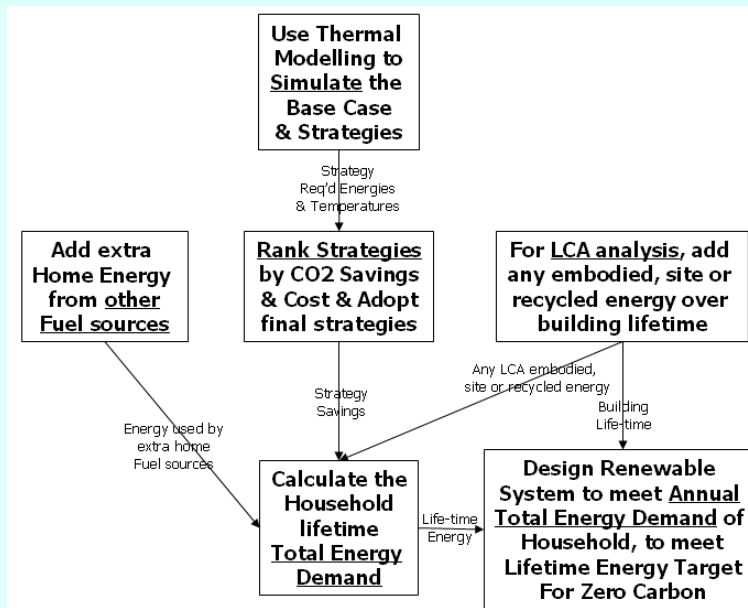 Use Thermal
Modelling to
Simulate the
Base Case
& Strategies
Strategy
Req'd Energies
& Temperatures
Add extra
Home Energy
from other
Fuel sources
Rank Strategies
by CO2 Savings
& Cost & Adopt
final strategies
For LCA analysis, add
any embodied, site or
recycled energy over
building lifetime
Energy used by
extra home
Fuel sources
Strategy
Savings
Any LCA embodied,
site or recycled energy
Building
Life-time
Calculate the
Household
lifetime
Total Energy
Demand
Life-time
Energy
Design Renewable
System to meet Annual
Total Energy Demand of
Household, to meet
Lifetime Energy Target
For Zero Carbon